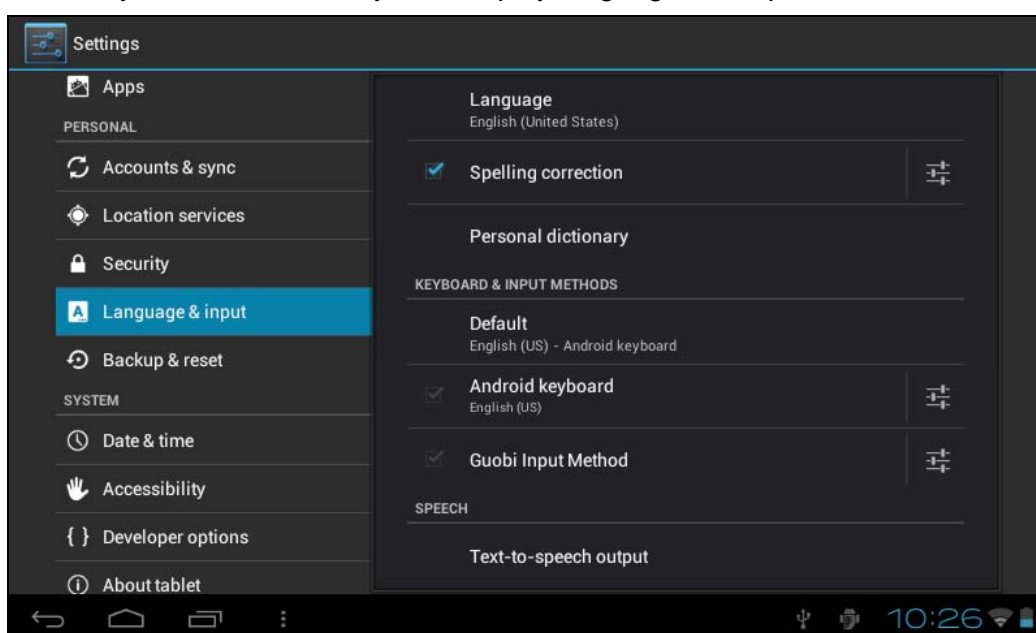 Settings
Apps
PERSONAL
Accounts & sync
Location services
Security
Language & input
Backup & reset
SYSTEM
Date & time
Accessibility
{ } Developer options
About tablet
Language
English (United States)
Spelling correction
Personal dictionary
KEYBOARD & INPUT METHODS
Default
English (US) - Android keyboard
Android keyboard
English (US)
Guobi Input Method
SPEECH
Text-to-speech output
10:26